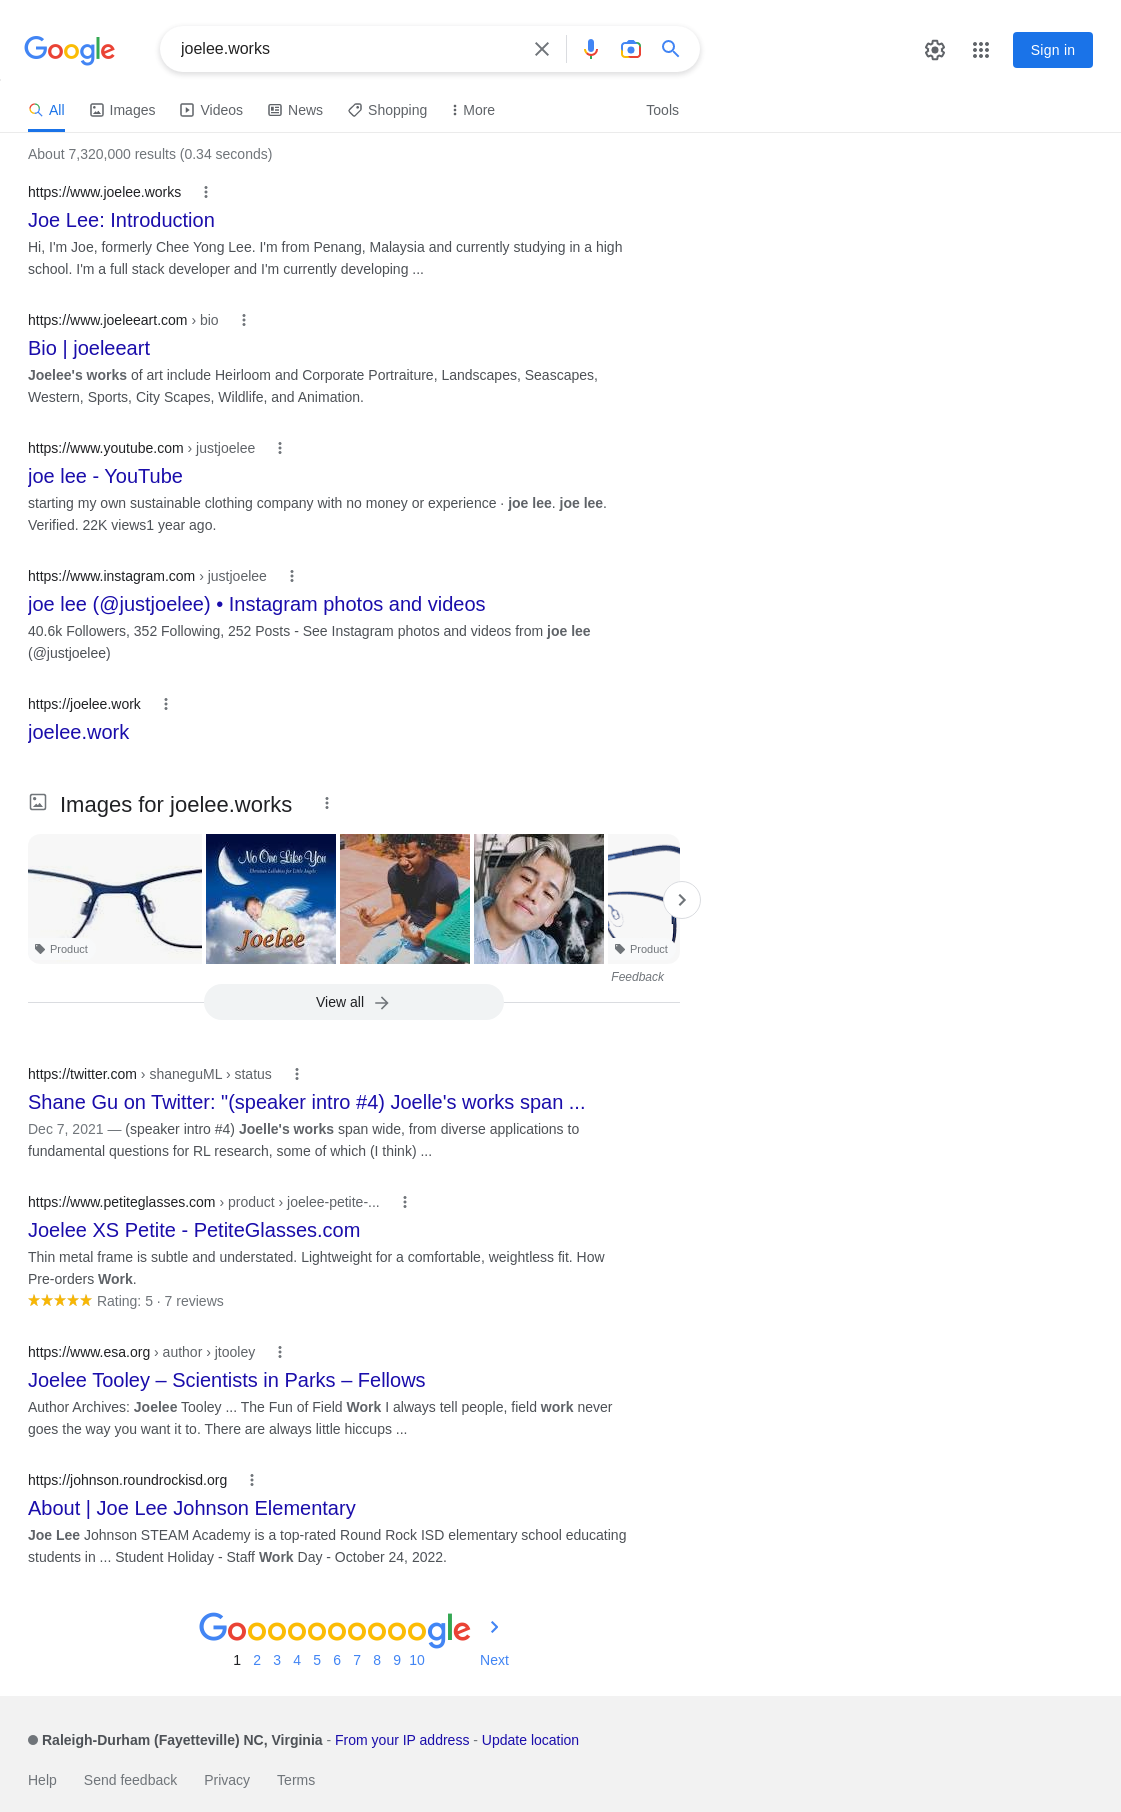 Google
joelee.works
Sign in
All
Images
Videos
News
Shopping
More
Tools
About 7,320,000 results (0.34 seconds)
https://www.joelee.works
Joe Lee: Introduction
Hi, I'm Joe, formerly Chee Yong Lee. I'm from Penang, Malaysia and currently studying in a high
school. I'm a full stack developer and I'm currently developing ...
https://www.joeleeart.com › bio
Bio | joeleeart
Joelee's works of art include Heirloom and Corporate Portraiture, Landscapes, Seascapes,
Western, Sports, City Scapes, Wildlife, and Animation.
https://www.youtube.com › justjoelee
joe lee - YouTube
starting my own sustainable clothing company with no money or experience · joe lee. joe lee.
Verified. 22K views1 year ago.
https://www.instagram.com › justjoelee
joe lee (@justjoelee) • Instagram photos and videos
40.6k Followers, 352 Following, 252 Posts - See Instagram photos and videos from joe lee
(@justjoelee)
https://joelee.work
joelee.work
Images for joelee.works
No One Like You
Christian Lullabies for Little Angels
Joelee
Product
Product
Feedback
View all
https://twitter.com › shaneguML › status
Shane Gu on Twitter: "(speaker intro #4) Joelle's works span ...
Dec 7, 2021 — (speaker intro #4) Joelle's works span wide, from diverse applications to
fundamental questions for RL research, some of which (I think) ...
https://www.petiteglasses.com › product › joelee-petite-...
Joelee XS Petite - PetiteGlasses.com
Thin metal frame is subtle and understated. Lightweight for a comfortable, weightless fit. How
Pre-orders Work.
Rating: 5 · 7 reviews
https://www.esa.org › author › jtooley
Joelee Tooley – Scientists in Parks – Fellows
Author Archives: Joelee Tooley ... The Fun of Field Work I always tell people, field work never
goes the way you want it to. There are always little hiccups ...
https://johnson.roundrockisd.org
About | Joe Lee Johnson Elementary
Joe Lee Johnson STEAM Academy is a top-rated Round Rock ISD elementary school educating
students in ... Student Holiday - Staff Work Day - October 24, 2022.
Goooooooooogle
1 2 3 4 5 6 7 8 9 10 Next
Raleigh-Durham (Fayetteville) NC, Virginia - From your IP address - Update location
Help Send feedback Privacy Terms